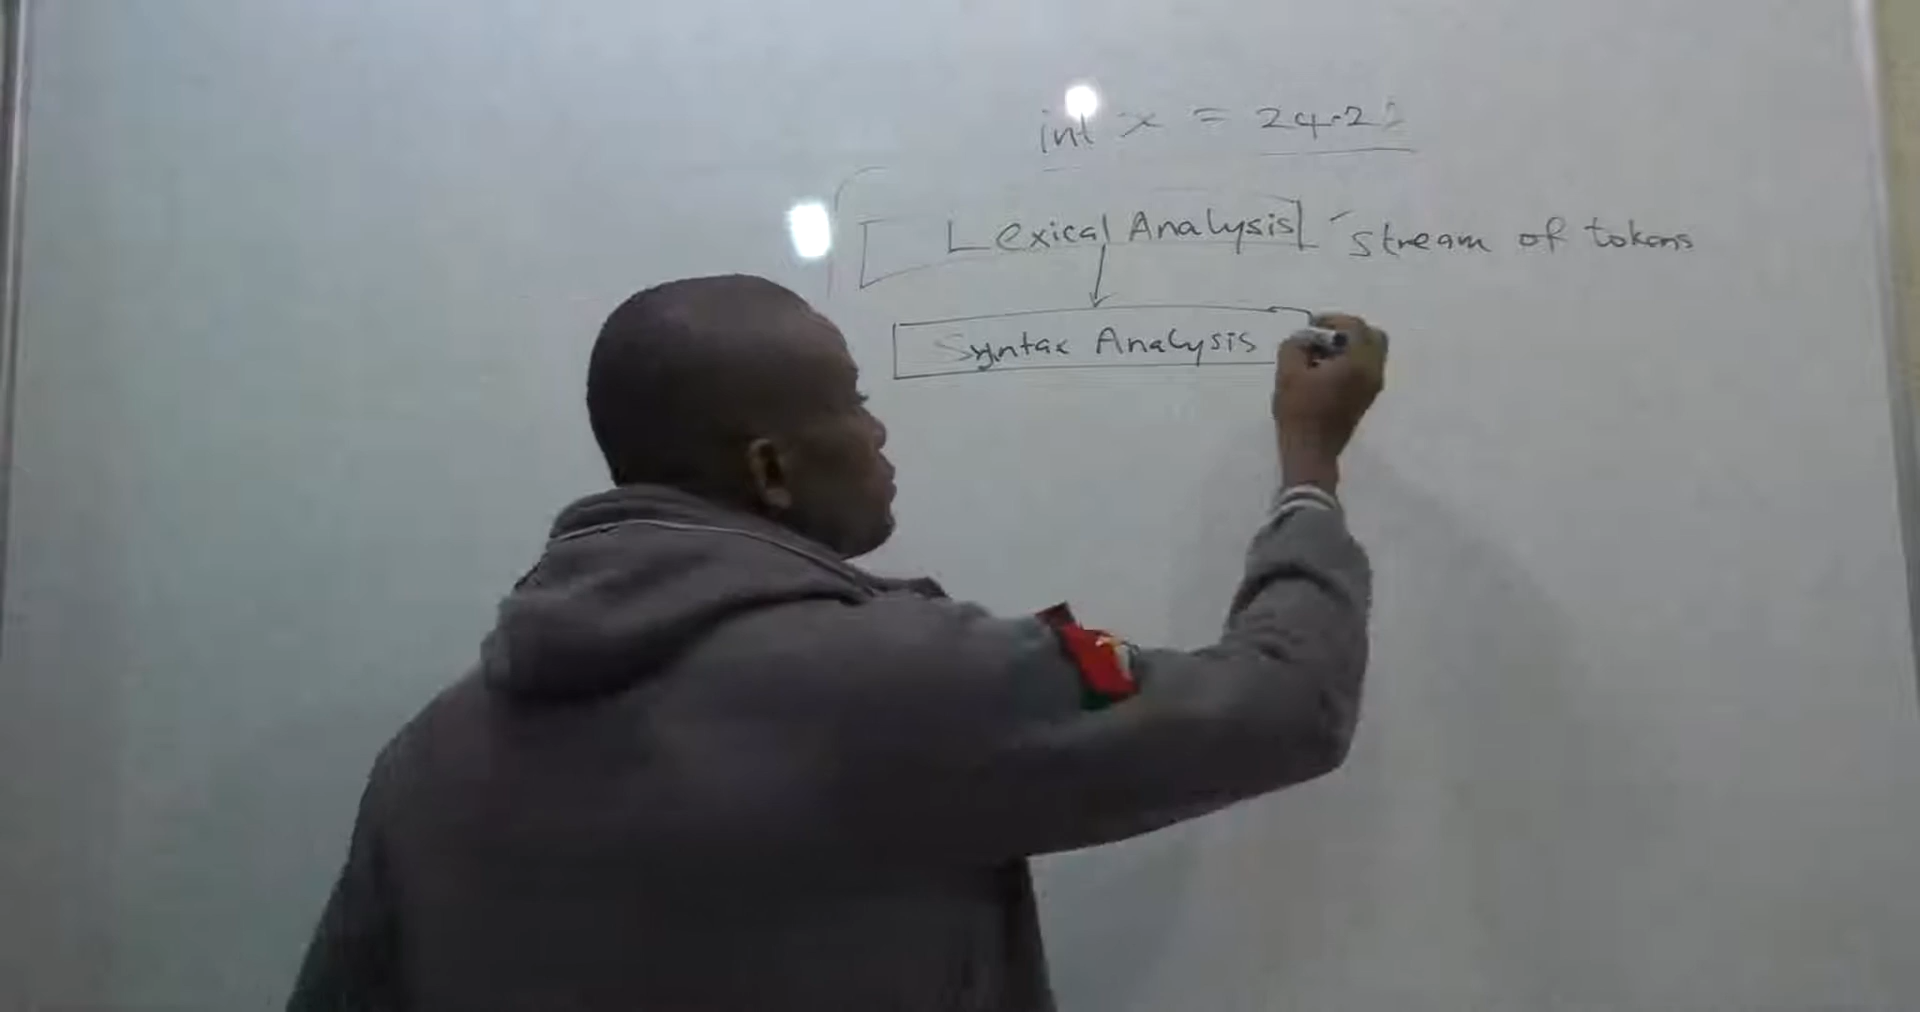 int x = 24.2
Lexical Analysis stream of tokens
Syntax Analysis